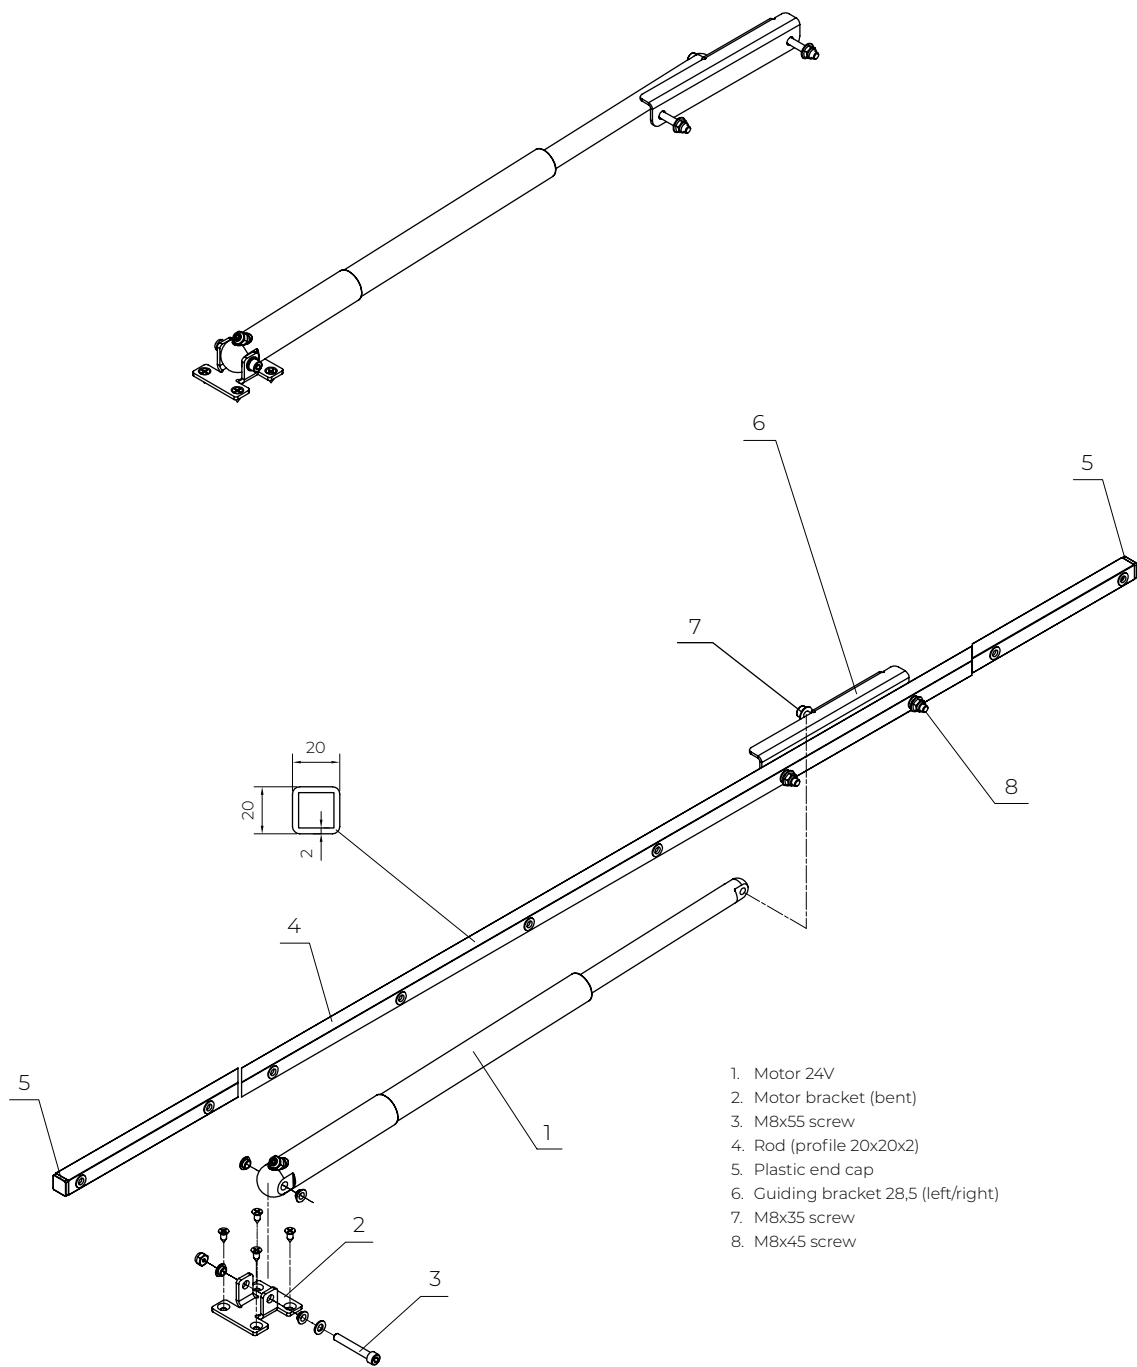 6
5
7
20
20
2
8
4
5
1
2
3
1. Motor 24V
2. Motor bracket (bent)
3. M8x55 screw
4. Rod (profile 20x20x2)
5. Plastic end cap
6. Guiding bracket 28,5 (left/right)
7. M8x35 screw
8. M8x45 screw